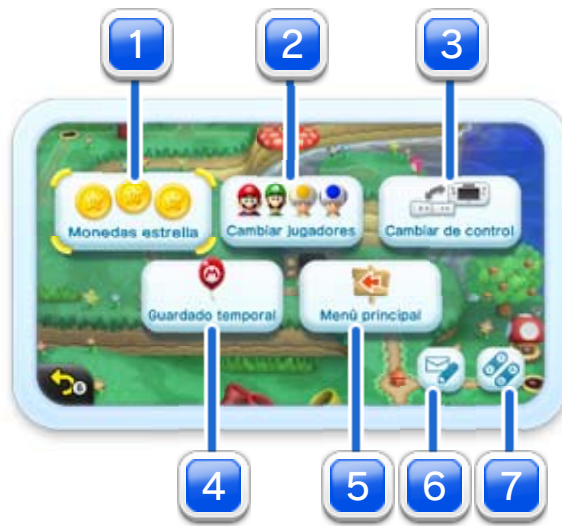 1
2
3
Monedas estrella
Cambiar jugadores
Cambiar de control
Guardado temporal
Menú principal
4
5
6
7